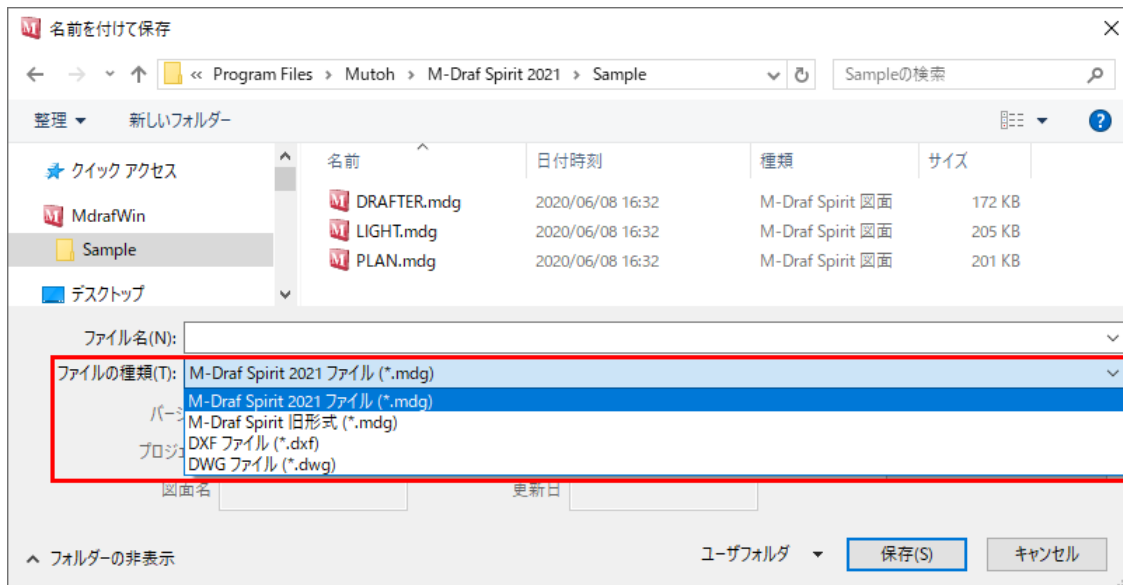 名前を付けて保存
« Program Files › Mutoh › M-Draf Spirit 2021 › Sample
Sampleの検索
整理 新しいフォルダー
クイック アクセス
MdrafWin
Sample
デスクトップ
名前 日付時刻 種類 サイズ
DRAFTER.mdg 2020/06/08 16:32 M-Draf Spirit 図面 172 KB
LIGHT.mdg 2020/06/08 16:32 M-Draf Spirit 図面 205 KB
PLAN.mdg 2020/06/08 16:32 M-Draf Spirit 図面 201 KB
ファイル名(N):
ファイルの種類(T): M-Draf Spirit 2021 ファイル (*.mdg)
M-Draf Spirit 2021 ファイル (*.mdg)
M-Draf Spirit 旧形式 (*.mdg)
DXF ファイル (*.dxf)
DWG ファイル (*.dwg)
バージ
プロジェ
図面名 更新日
フォルダーの非表示 ユーザフォルダ 保存(S) キャンセル